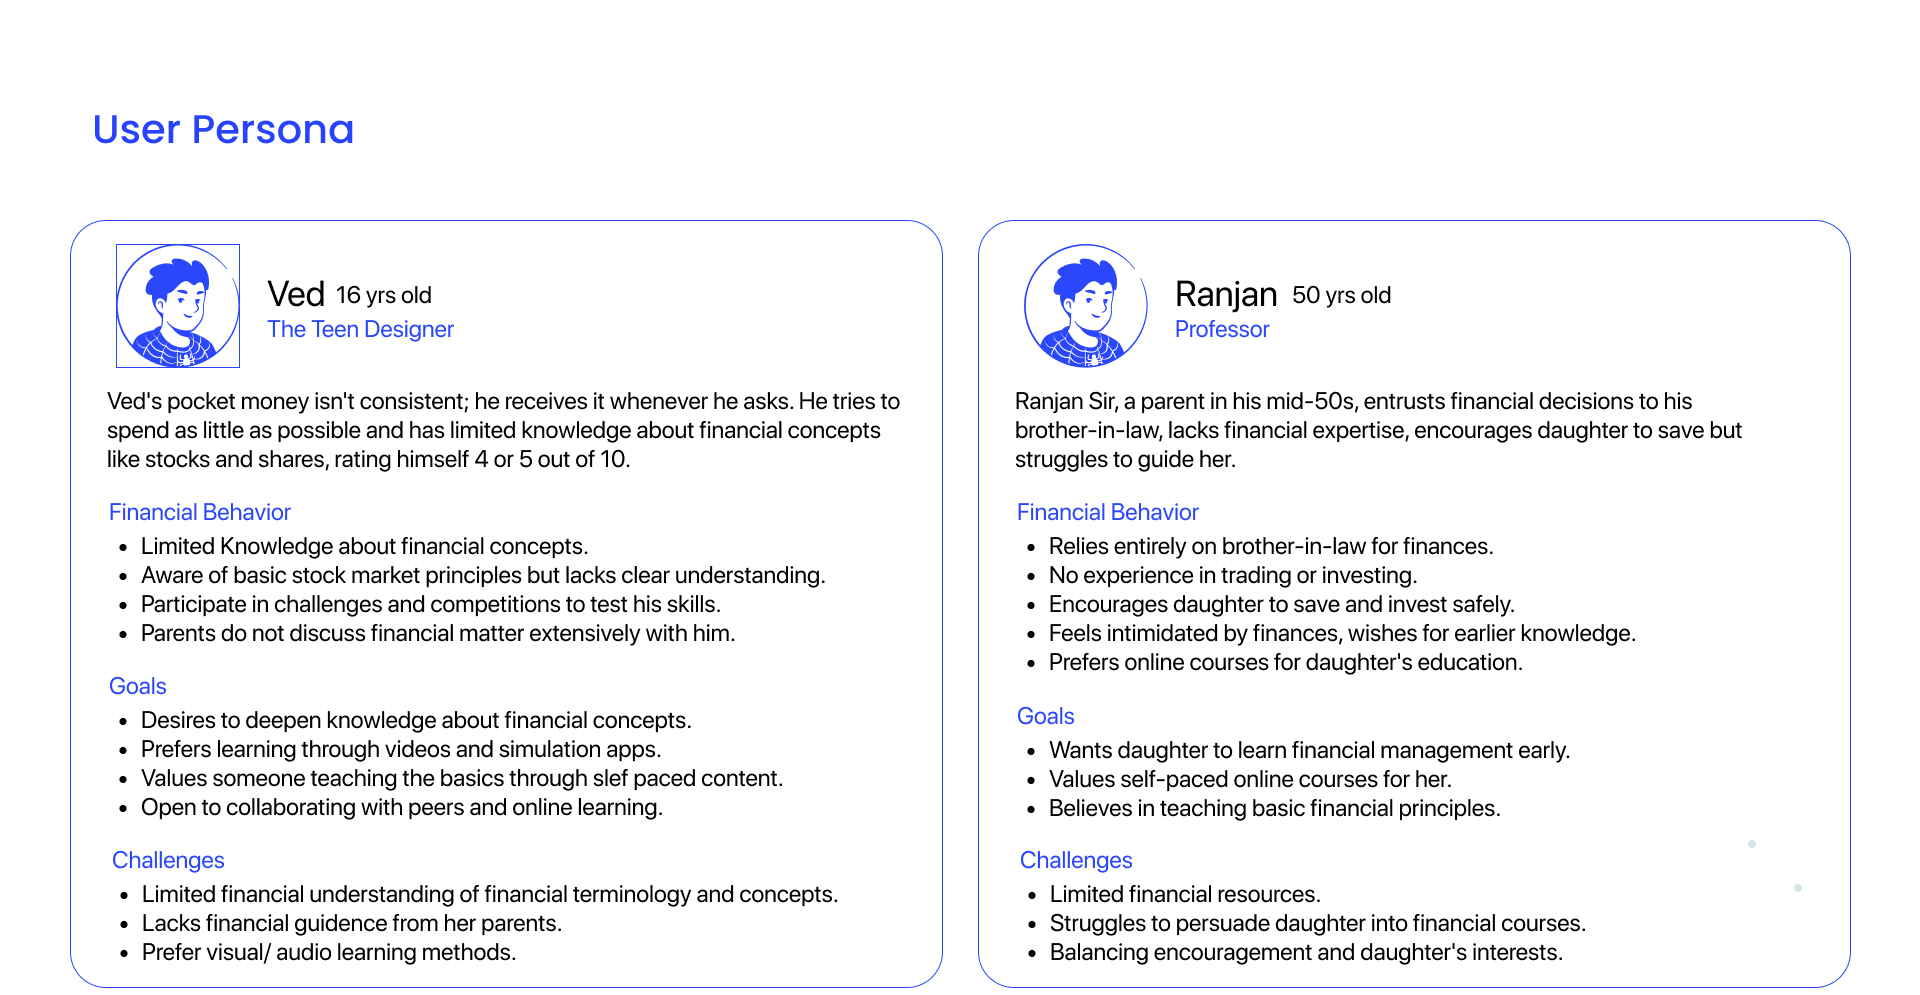 User Persona
Ved 16 yrs old
The Teen Designer
Ved's pocket money isn't consistent; he receives it whenever he asks. He tries to
spend as little as possible and has limited knowledge about financial concepts
like stocks and shares, rating himself 4 or 5 out of 10.
Financial Behavior
• Limited Knowledge about financial concepts.
• Aware of basic stock market principles but lacks clear understanding.
• Participate in challenges and competitions to test his skills.
• Parents do not discuss financial matter extensively with him.
Goals
• Desires to deepen knowledge about financial concepts.
• Prefers learning through videos and simulation apps.
• Values someone teaching the basics through slef paced content.
• Open to collaborating with peers and online learning.
Challenges
• Limited financial understanding of financial terminology and concepts.
• Lacks financial guidence from her parents.
• Prefer visual/ audio learning methods.
Ranjan 50 yrs old
Professor
Ranjan Sir, a parent in his mid-50s, entrusts financial decisions to his
brother-in-law, lacks financial expertise, encourages daughter to save but
struggles to guide her.
Financial Behavior
• Relies entirely on brother-in-law for finances.
• No experience in trading or investing.
• Encourages daughter to save and invest safely.
• Feels intimidated by finances, wishes for earlier knowledge.
• Prefers online courses for daughter's education.
Goals
• Wants daughter to learn financial management early.
• Values self-paced online courses for her.
• Believes in teaching basic financial principles.
Challenges
• Limited financial resources.
• Struggles to persuade daughter into financial courses.
• Balancing encouragement and daughter's interests.